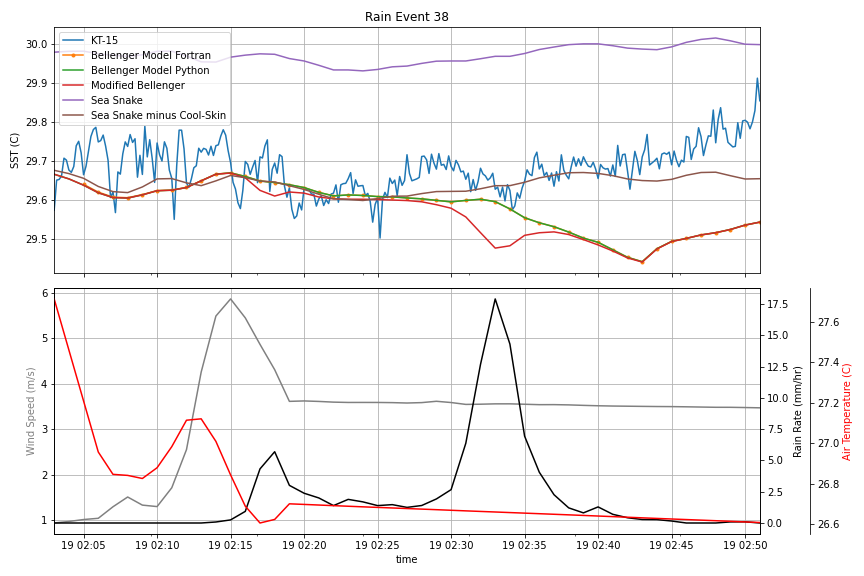 Rain Event 38
30.0
29.9
29.8
29.7
29.6
29.5
SST (C)
KT-15
Bellenger Model Fortran
Bellenger Model Python
Modified Bellenger
Sea Snake
Sea Snake minus Cool-Skin
6
5
4
3
2
1
Wind Speed (m/s)
17.5
15.0
12.5
10.0
7.5
5.0
2.5
0.0
Rain Rate (mm/hr)
27.6
27.4
27.2
27.0
26.8
26.6
Air Temperature (C)
19 02:05 19 02:10 19 02:15 19 02:20 19 02:25 19 02:30 19 02:35 19 02:40 19 02:45 19 02:50
time